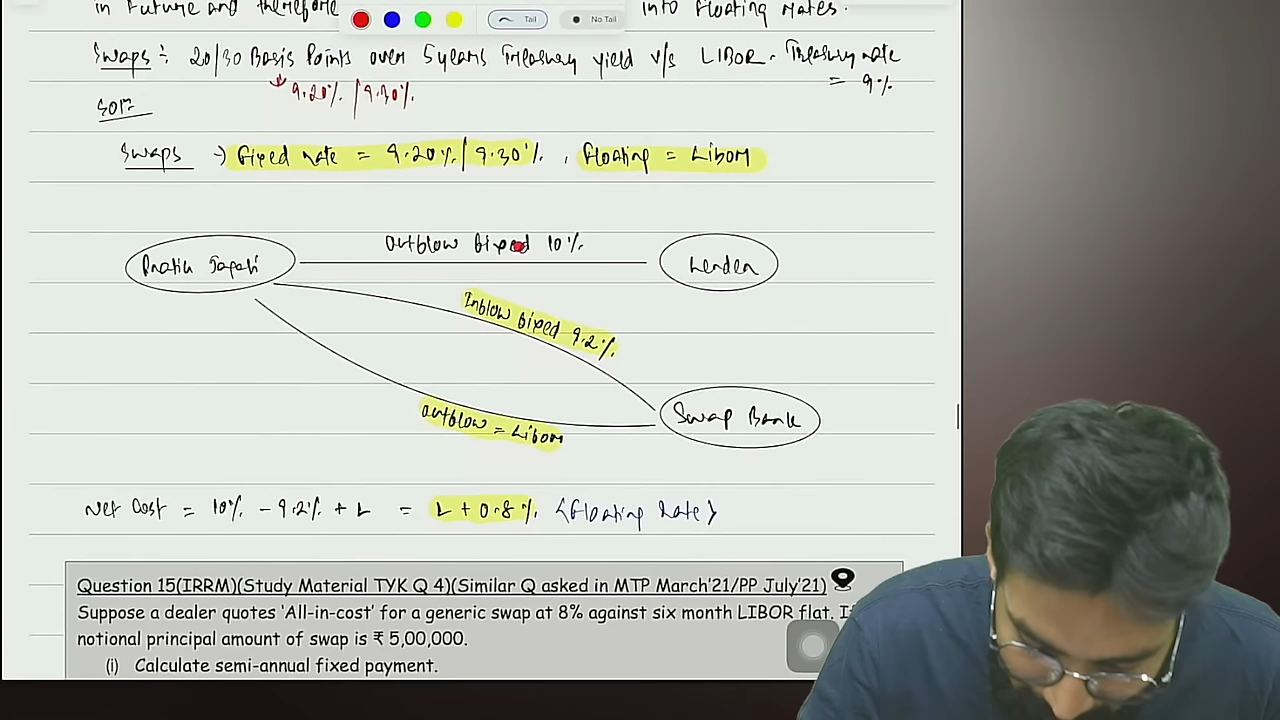 in Future and therefore into Floating Rates.
Tail
No Tail
Swaps : 20/30 Basis Points over 5 years Treasury yield v/s LIBOR. Treasury rate = 9%
9.20% / 9.30%
Soln
Swaps → Fixed rate = 9.20% / 9.30%, Floating = Libor
Outflow fixed 10%
Lender
Inflow fixed 9.2%
Outflow = Libor
Swap Bank
Net Cost = 10% - 9.2% + L = L + 0.8% <Floating Rate>
Question 15(IRRM)(Study Material TYK Q 4)(Similar Q asked in MTP March'21/PP July'21)
Suppose a dealer quotes 'All-in-cost' for a generic swap at 8% against six month LIBOR flat.
notional principal amount of swap is ₹ 5,00,000.
(i) Calculate semi-annual fixed payment.